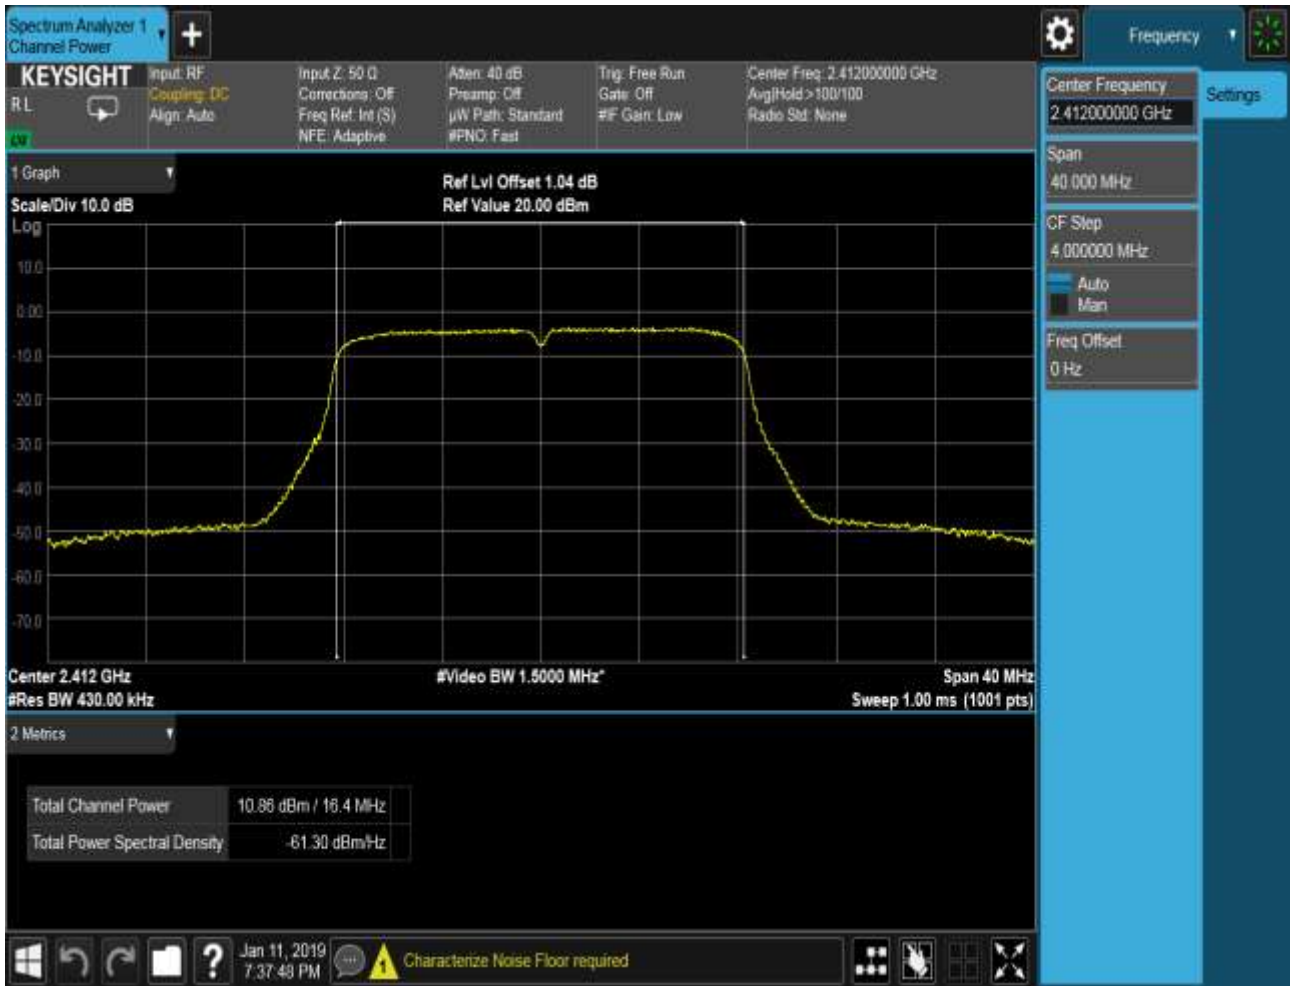 Spectrum Analyzer 1
Channel Power
Frequency
KEYSIGHT
RL
Input: RF
Coupling: DC
Align: Auto
Input Z: 50 Ω
Corrections: Off
Freq Ref: Int (S)
NFE: Adaptive
Atten: 40 dB
Preamp: Off
µW Path: Standard
#PNO: Fast
Trig: Free Run
Gate: Off
#IF Gain: Low
Center Freq: 2.412000000 GHz
Avg|Hold:>100/100
Radio Std: None
Center Frequency
2.412000000 GHz
Settings
Span
40.000 MHz
CF Step
4.000000 MHz
Auto
Man
Freq Offset
0 Hz
1 Graph
Scale/Div 10.0 dB
Ref Lvl Offset 1.04 dB
Ref Value 20.00 dBm
Log
10.0
0.00
-10.0
-20.0
-30.0
-40.0
-50.0
-60.0
-70.0
Center 2.412 GHz
#Res BW 430.00 kHz
#Video BW 1.5000 MHz*
Span 40 MHz
Sweep 1.00 ms (1001 pts)
2 Metrics
Total Channel Power 10.86 dBm / 16.4 MHz
Total Power Spectral Density -61.30 dBm/Hz
Jan 11, 2019
7:37:48 PM
1
Characterize Noise Floor required